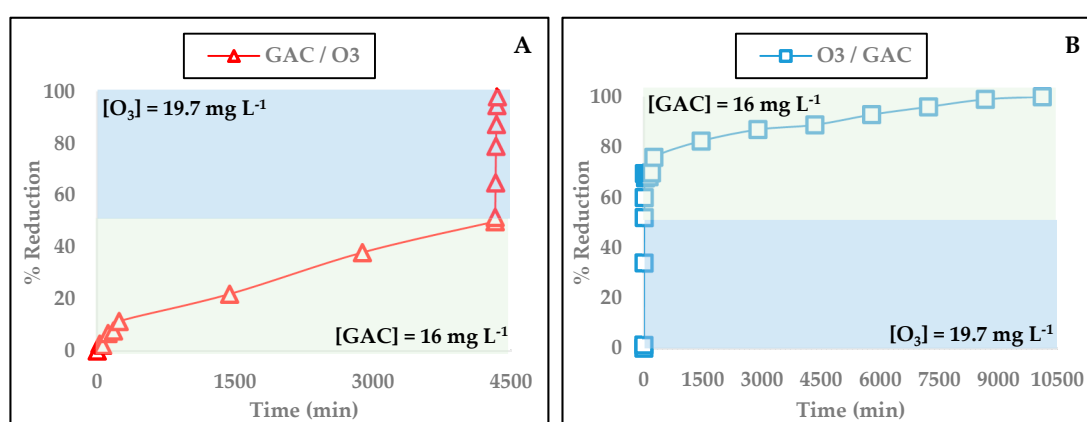 GAC / O3
A
[O₃] = 19.7 mg L⁻¹
[GAC] = 16 mg L⁻¹
% Reduction
100
80
60
40
20
0
0 1500 3000 4500
Time (min)
O3 / GAC
B
[GAC] = 16 mg L⁻¹
[O₃] = 19.7 mg L⁻¹
% Reduction
100
80
60
40
20
0
0 1500 3000 4500 6000 7500 9000 10500
Time (min)